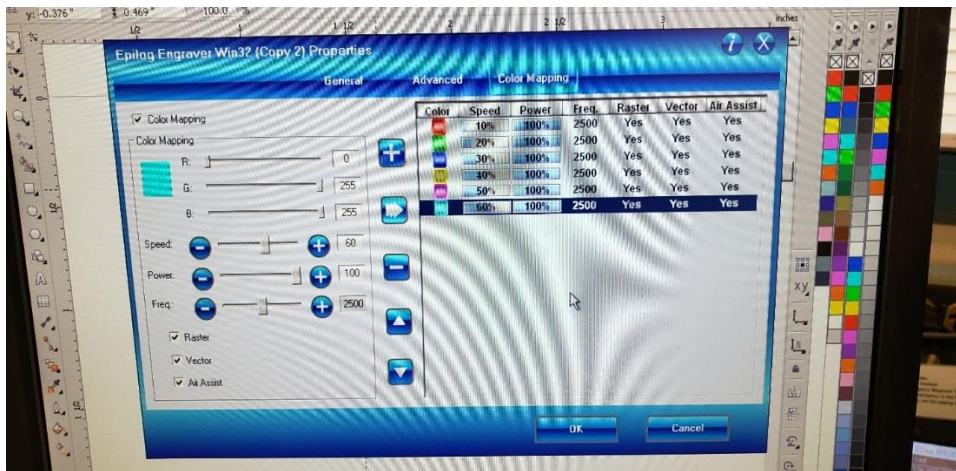 y: -0.376"
0.469"
100.0 %
1/2
1 1/2
2
2 1/2
3
inches
Epilog Engraver Win32 (Copy 2) Properties
General Advanced Color Mapping
Color Mapping
Color Mapping
R: 0
G: 255
B: 255
Speed: 60
Power: 100
Freq.: 2500
Raster
Vector
Air Assist
Color Speed Power Freq. Raster Vector Air Assist
10% 100% 2500 Yes Yes Yes
20% 100% 2500 Yes Yes Yes
30% 100% 2500 Yes Yes Yes
40% 100% 2500 Yes Yes Yes
50% 100% 2500 Yes Yes Yes
60% 100% 2500 Yes Yes Yes
OK Cancel